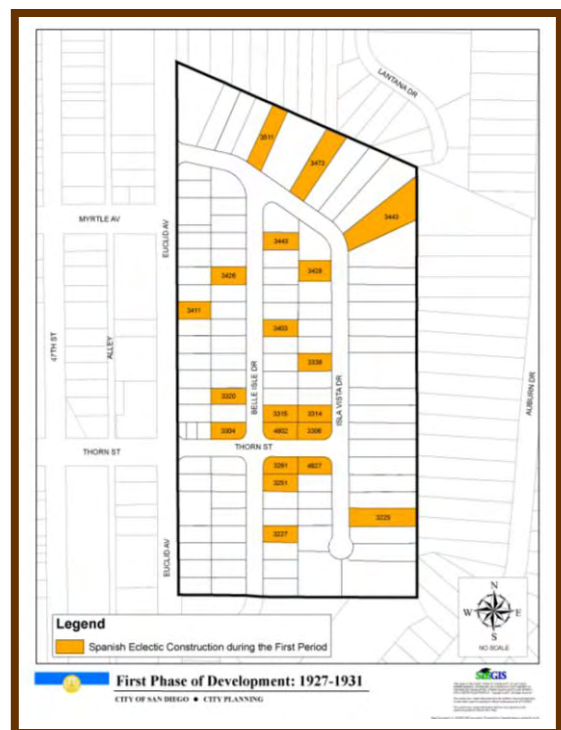 LANTANA DR
3511
3473
3443
MYRTLE AV
EUCLID AV
3443
3428
3426
3411
3403
47TH ST
ALLEY
3338
BELLE ISLE DR
ISLA VISTA DR
AUBURN DR
3320
3315
3314
3304
4802
3306
THORN ST
THORN ST
3291
4827
3251
3225
3227
EUCLID AV
N
W
E
S
NO SCALE
Legend
Spanish Eclectic Construction during the First Period
First Phase of Development: 1927-1931
CITY OF SAN DIEGO ● CITY PLANNING
SanGIS